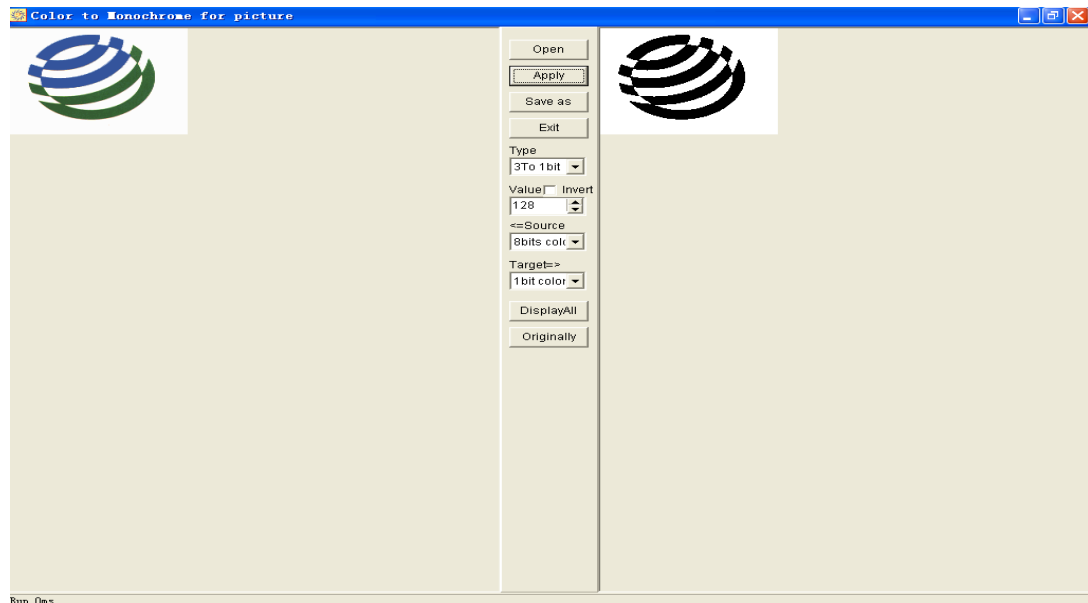 Color to Monochrome for picture
Open
Apply
Save as
Exit
Type
3To 1bit
Value Invert
128
<=Source
8bits colo
Target=>
1bit color
DisplayAll
Originally
Run 0ms